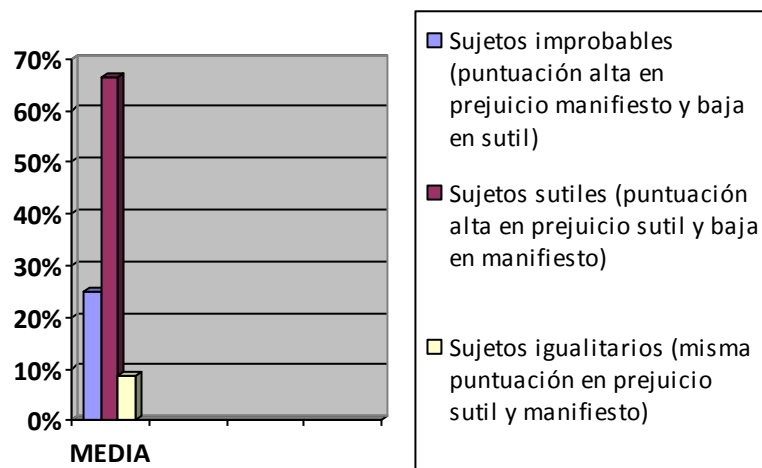 70%
60%
50%
40%
30%
20%
10%
0%
MEDIA
Sujetos improbables
(puntuación alta en
prejuicio manifiesto y baja
en sutil)
Sujetos sutiles (puntuación
alta en prejuicio sutil y baja
en manifiesto)
Sujetos igualitarios (misma
puntuación en prejuicio
sutil y manifiesto)